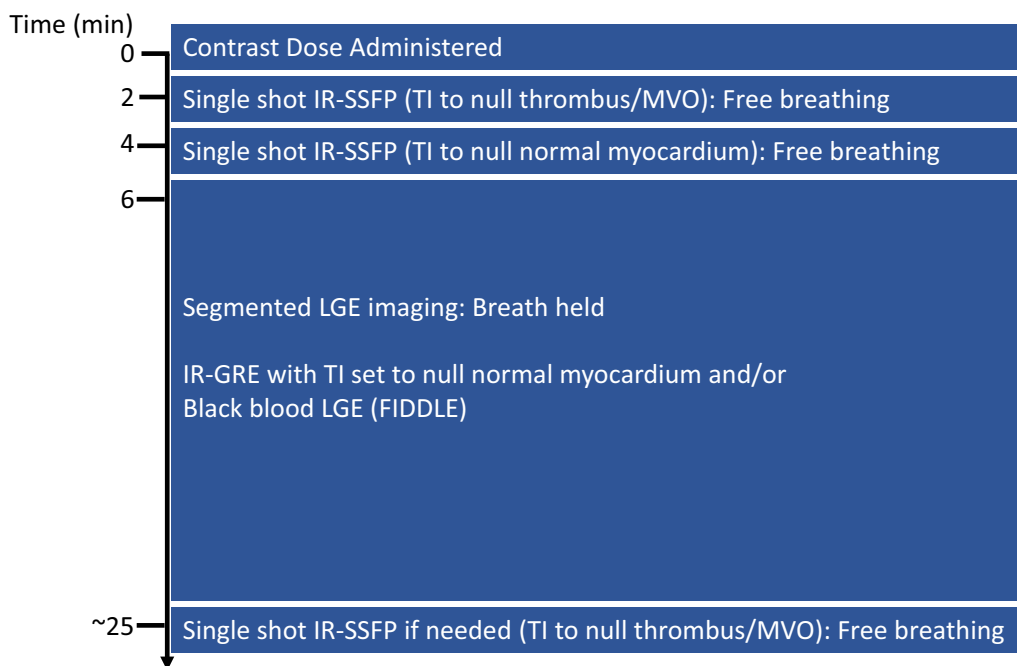 Time (min)
0
Contrast Dose Administered
2
Single shot IR-SSFP (TI to null thrombus/MVO): Free breathing
4
Single shot IR-SSFP (TI to null normal myocardium): Free breathing
6
Segmented LGE imaging: Breath held
IR-GRE with TI set to null normal myocardium and/or
Black blood LGE (FIDDLE)
~25
Single shot IR-SSFP if needed (TI to null thrombus/MVO): Free breathing